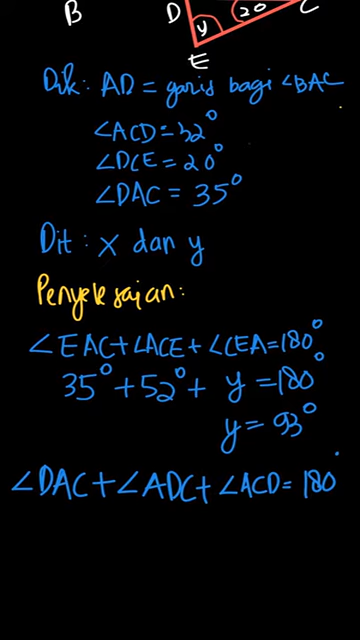 B D y 20 C
E
Dik : AD = garis bagi ∠BAC
∠ACD = 32°
∠DCE = 20°
∠DAC = 35°
Dit : x dan y
Penyelesaian :
∠EAC + ∠ACE + ∠CEA = 180°
35° + 52° + y = 180°
y = 93°
∠DAC + ∠ADC + ∠ACD = 180